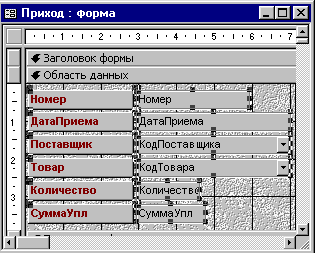 Приход : форма
1 2 3 4 5 6 7
Заголовок формы
Область данных
Номер Номер
1 ДатаПриема ДатаПриема
Поставщик КодПоставщика
2 Товар КодТовара
Количество Количество
3 СуммаУпл СуммаУпл